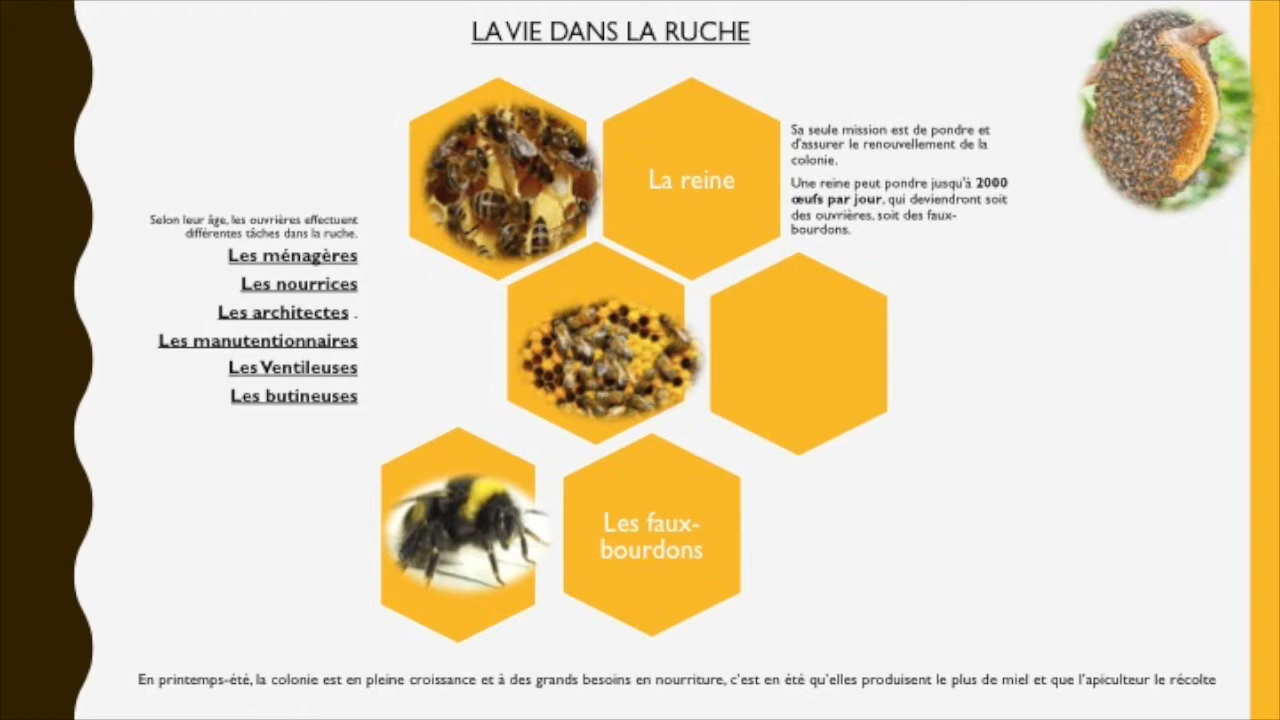 LA VIE DANS LA RUCHE
La reine
Sa seule mission est de pondre et
d'assurer le renouvellement de la
colonie.
Une reine peut pondre jusqu'à 2000
œufs par jour, qui deviendront soit
des ouvrières, soit des faux-
bourdons.
Selon leur âge, les ouvrières effectuent
différentes tâches dans la ruche.
Les ménagères
Les nourrices
Les architectes .
Les manutentionnaires
Les Ventileuses
Les butineuses
Les faux-
bourdons
En printemps-été, la colonie est en pleine croissance et à des grands besoins en nourriture, c'est en été qu'elles produisent le plus de miel et que l'apiculteur le récolte